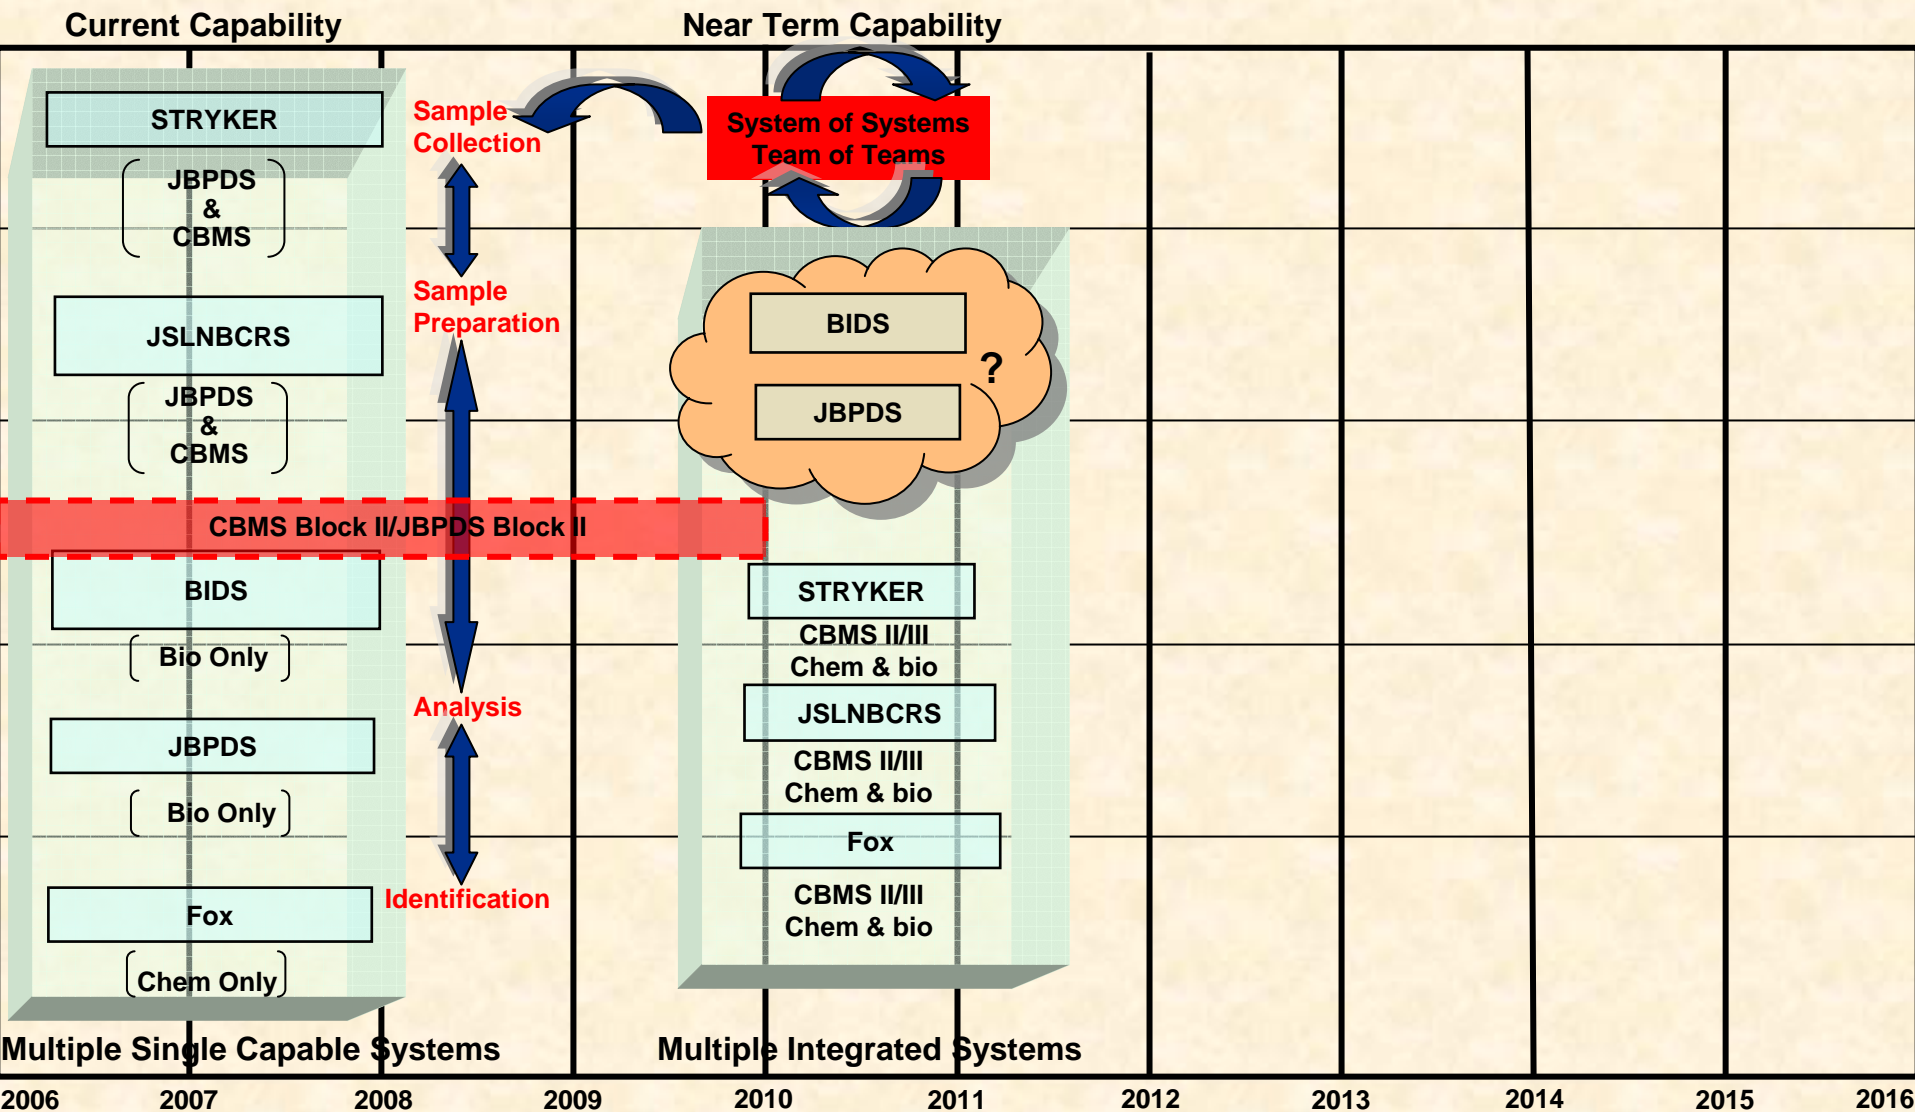 Current Capability
Near Term Capability
STRYKER
JBPDS
&
CBMS
JSLNBCRS
JBPDS
&
CBMS
CBMS Block II/JBPDS Block II
BIDS
Bio Only
JBPDS
Bio Only
Fox
Chem Only
Multiple Single Capable Systems
Sample
Collection
Sample
Preparation
Analysis
Identification
System of Systems
Team of Teams
BIDS
?
JBPDS
STRYKER
CBMS II/III
Chem & bio
JSLNBCRS
CBMS II/III
Chem & bio
Fox
CBMS II/III
Chem & bio
Multiple Integrated Systems
2006 2007 2008 2009 2010 2011 2012 2013 2014 2015 2016